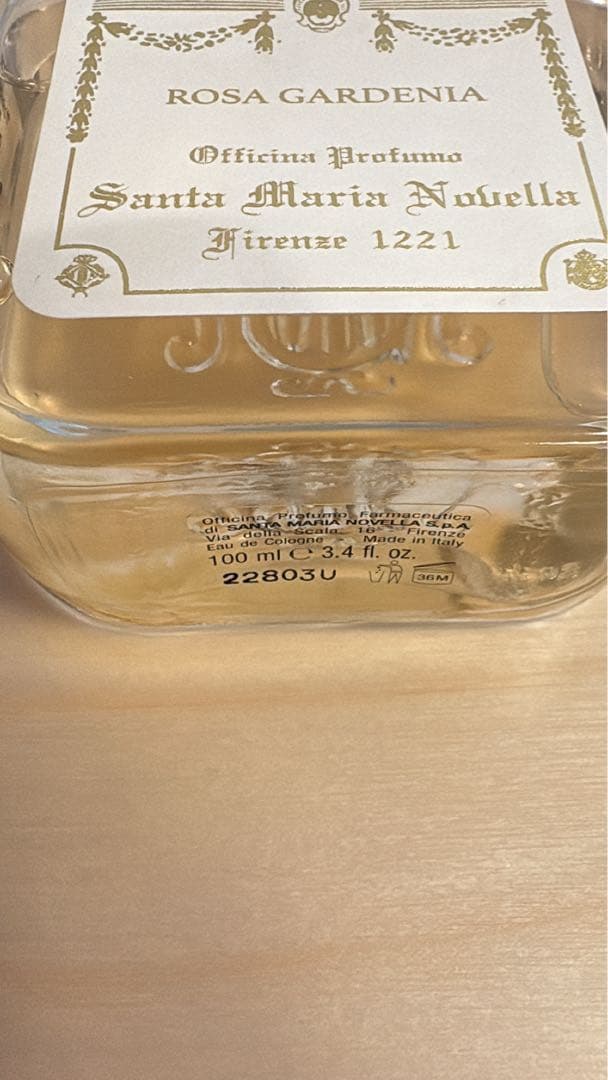 ROSA GARDENIA
Officina Profumo
Santa Maria Novella
Firenze 1221
Officina Profumo Farmaceutica
di SANTA MARIA NOVELLA S.p.A.
Via della Scala, 16 - Firenze
Eau de Cologne - Made in Italy
100 ml ℮ 3.4 fl. oz.
22803U
36M